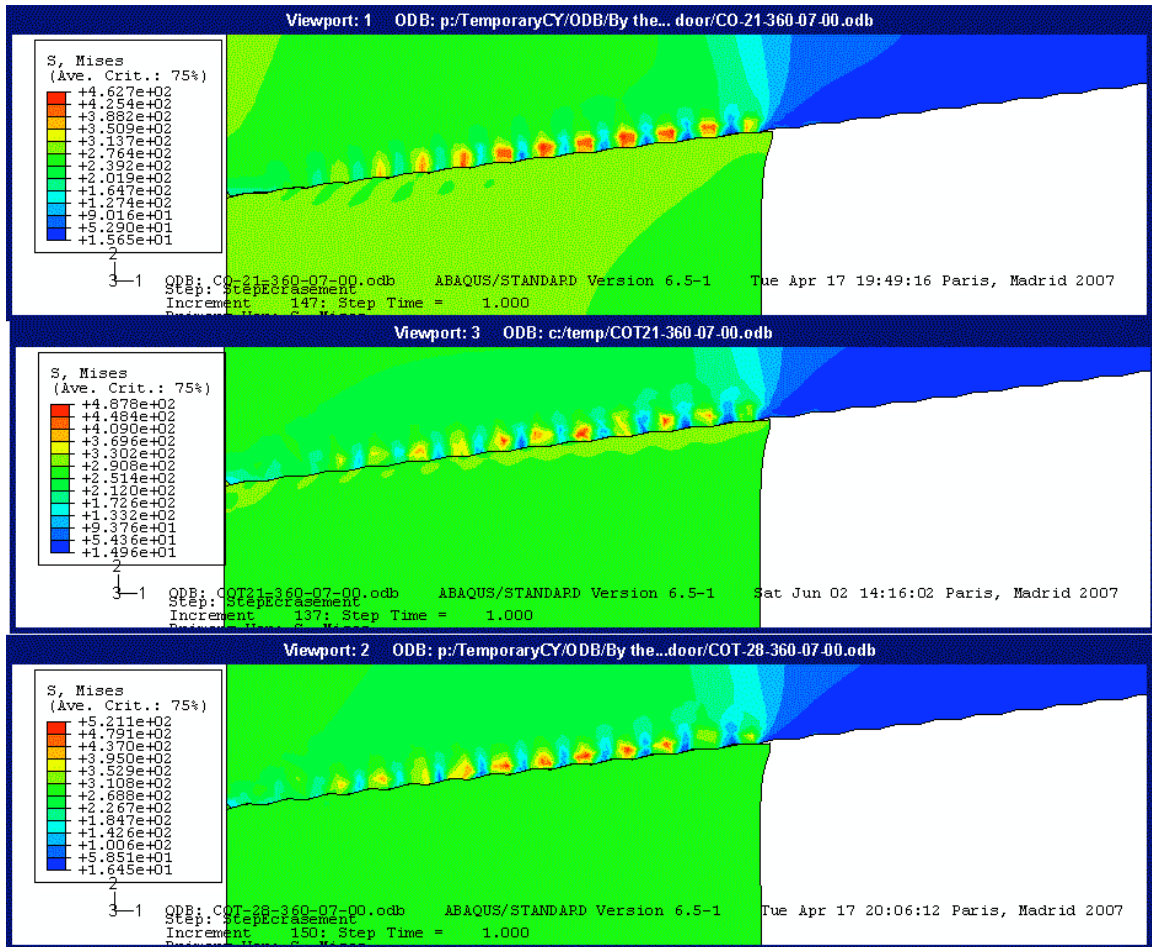 Viewport: 1 ODB: p:/TemporaryCY/ODB/By the... door/CO-21-360-07-00.odb
S, Mises
(Ave. Crit.: 75%)
+4.627e+02
+4.254e+02
+3.882e+02
+3.509e+02
+3.137e+02
+2.764e+02
+2.392e+02
+2.019e+02
+1.647e+02
+1.274e+02
+9.016e+01
+5.290e+01
+1.565e+01
2
3 1
ODB: CO-21-360-07-00.odb ABAQUS/STANDARD Version 6.5-1 Tue Apr 17 19:49:16 Paris, Madrid 2007
Step: StepEcrasement
Increment 147: Step Time = 1.000
Viewport: 3 ODB: c:/temp/COT21-360-07-00.odb
S, Mises
(Ave. Crit.: 75%)
+4.878e+02
+4.484e+02
+4.090e+02
+3.696e+02
+3.302e+02
+2.908e+02
+2.514e+02
+2.120e+02
+1.726e+02
+1.332e+02
+9.376e+01
+5.436e+01
+1.496e+01
2
3 1
ODB: COT21-360-07-00.odb ABAQUS/STANDARD Version 6.5-1 Sat Jun 02 14:16:02 Paris, Madrid 2007
Step: StepEcrasement
Increment 137: Step Time = 1.000
Viewport: 2 ODB: p:/TemporaryCY/ODB/By the...door/COT-28-360-07-00.odb
S, Mises
(Ave. Crit.: 75%)
+5.211e+02
+4.791e+02
+4.370e+02
+3.950e+02
+3.529e+02
+3.108e+02
+2.688e+02
+2.267e+02
+1.847e+02
+1.426e+02
+1.006e+02
+5.851e+01
+1.645e+01
2
3 1
ODB: COT-28-360-07-00.odb ABAQUS/STANDARD Version 6.5-1 Tue Apr 17 20:06:12 Paris, Madrid 2007
Step: StepEcrasement
Increment 150: Step Time = 1.000